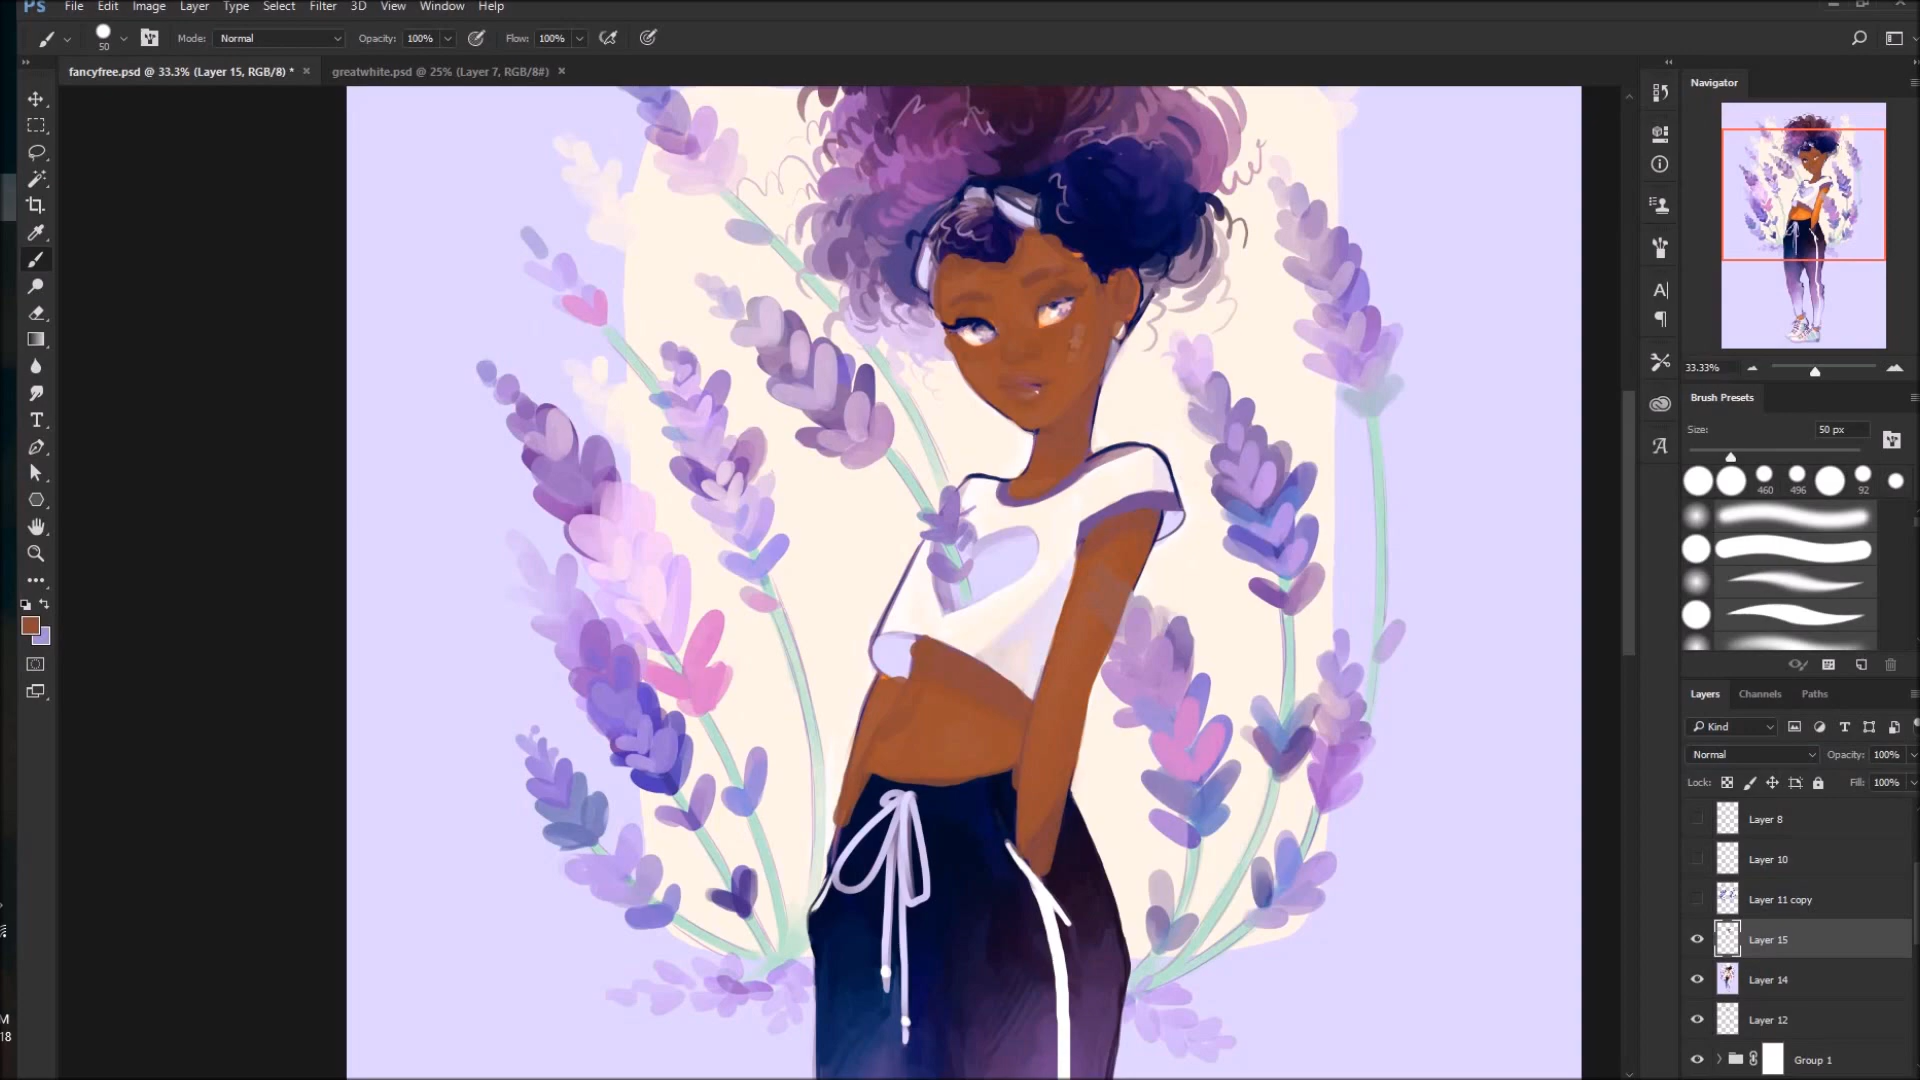 Ps File Edit Image Layer Type Select Filter 3D View Window Help
50 Mode: Normal Opacity: 100% Flow: 100%
fancyfree.psd @ 33.3% (Layer 15, RGB/8) * × greatwhite.psd @ 25% (Layer 7, RGB/8#) ×
Navigator
33.33%
Brush Presets
Size: 50 px
460 496 92
Layers Channels Paths
Kind
Normal Opacity: 100%
Lock: Fill: 100%
Layer 8
Layer 10
Layer 11 copy
Layer 15
Layer 14
Layer 12
Group 1
M
18